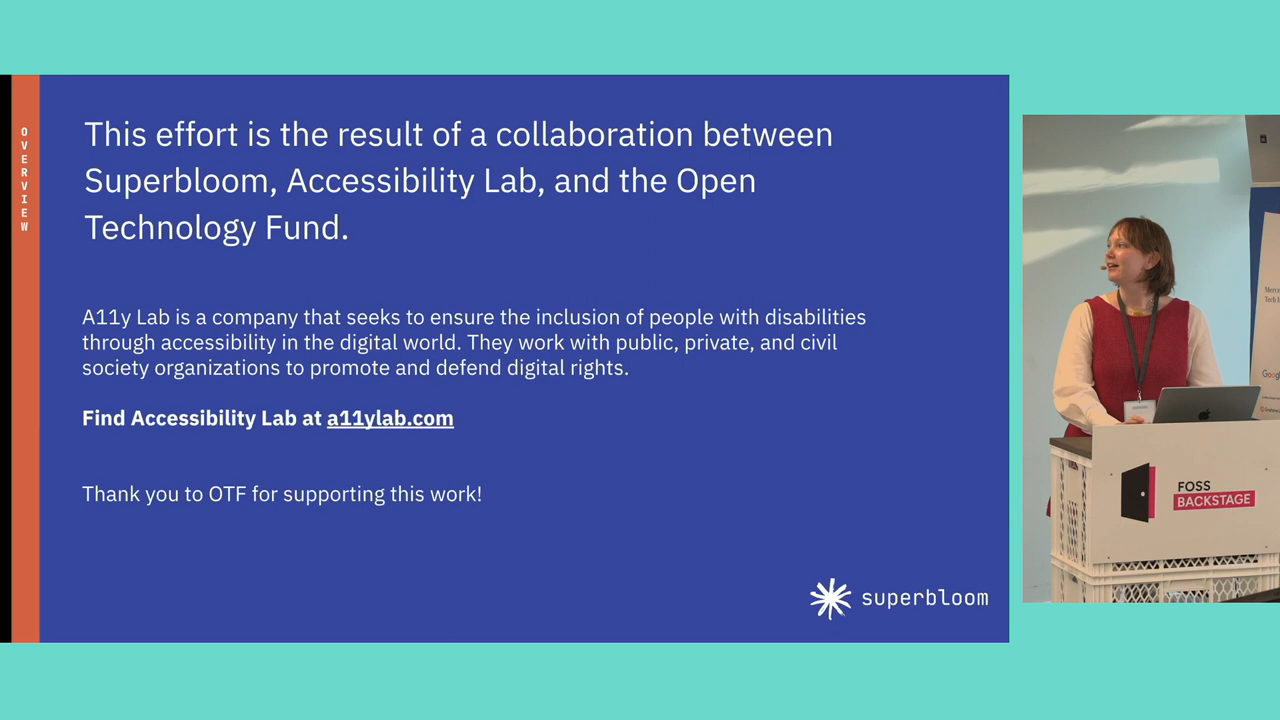 OVERVIEW
This effort is the result of a collaboration between
Superbloom, Accessibility Lab, and the Open
Technology Fund.
A11y Lab is a company that seeks to ensure the inclusion of people with disabilities
through accessibility in the digital world. They work with public, private, and civil
society organizations to promote and defend digital rights.
Find Accessibility Lab at a11ylab.com
Thank you to OTF for supporting this work!
superbloom
FOSS
BACKSTAGE